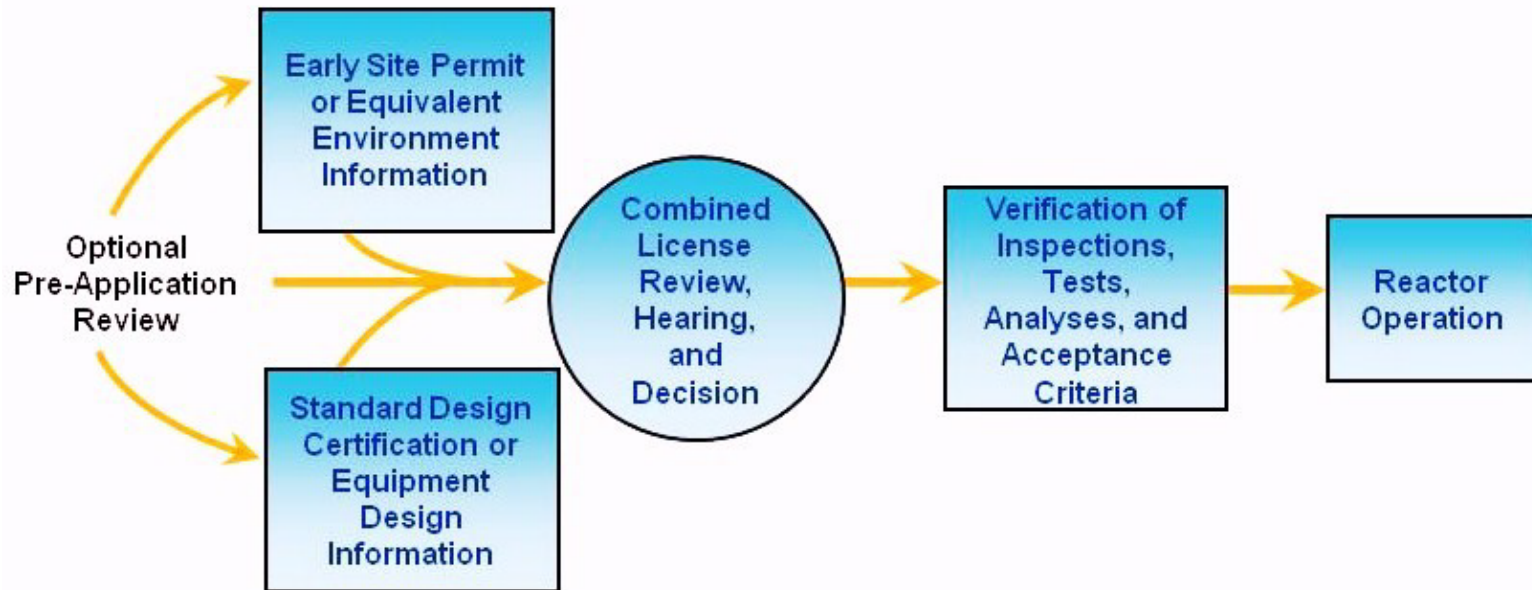 Optional
Pre-Application
Review
Early Site Permit
or Equivalent
Environment
Information
Standard Design
Certification or
Equipment
Design
Information
Combined
License
Review,
Hearing,
and
Decision
Verification of
Inspections,
Tests,
Analyses, and
Acceptance
Criteria
Reactor
Operation